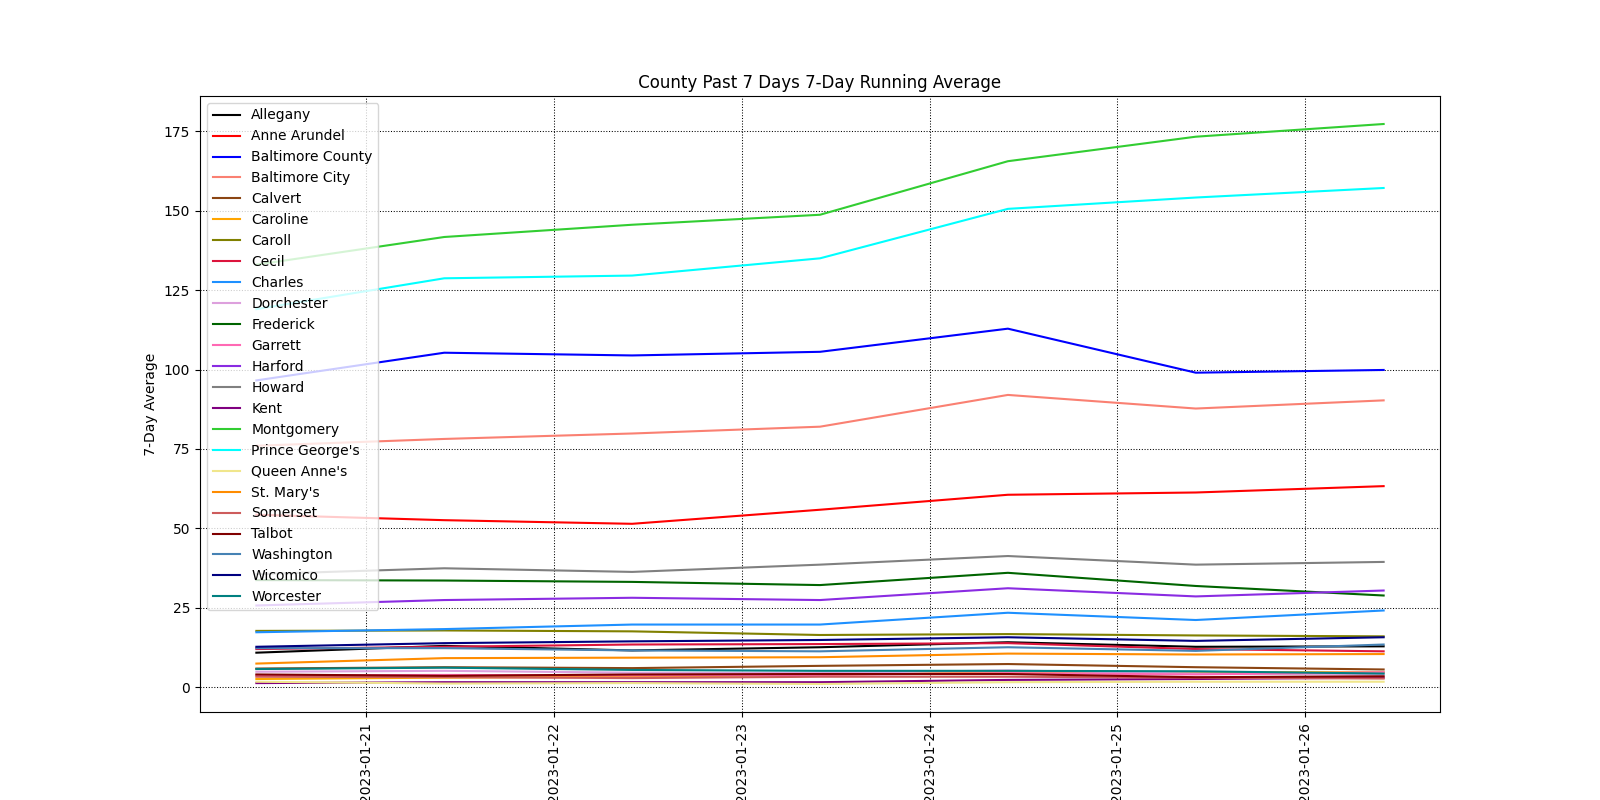 County Past 7 Days 7-Day Running Average
7-Day Average
175
150
125
100
75
50
25
0
Allegany
Anne Arundel
Baltimore County
Baltimore City
Calvert
Caroline
Caroll
Cecil
Charles
Dorchester
Frederick
Garrett
Harford
Howard
Kent
Montgomery
Prince George's
Queen Anne's
St. Mary's
Somerset
Talbot
Washington
Wicomico
Worcester
2023-01-21
2023-01-22
2023-01-23
2023-01-24
2023-01-25
2023-01-26